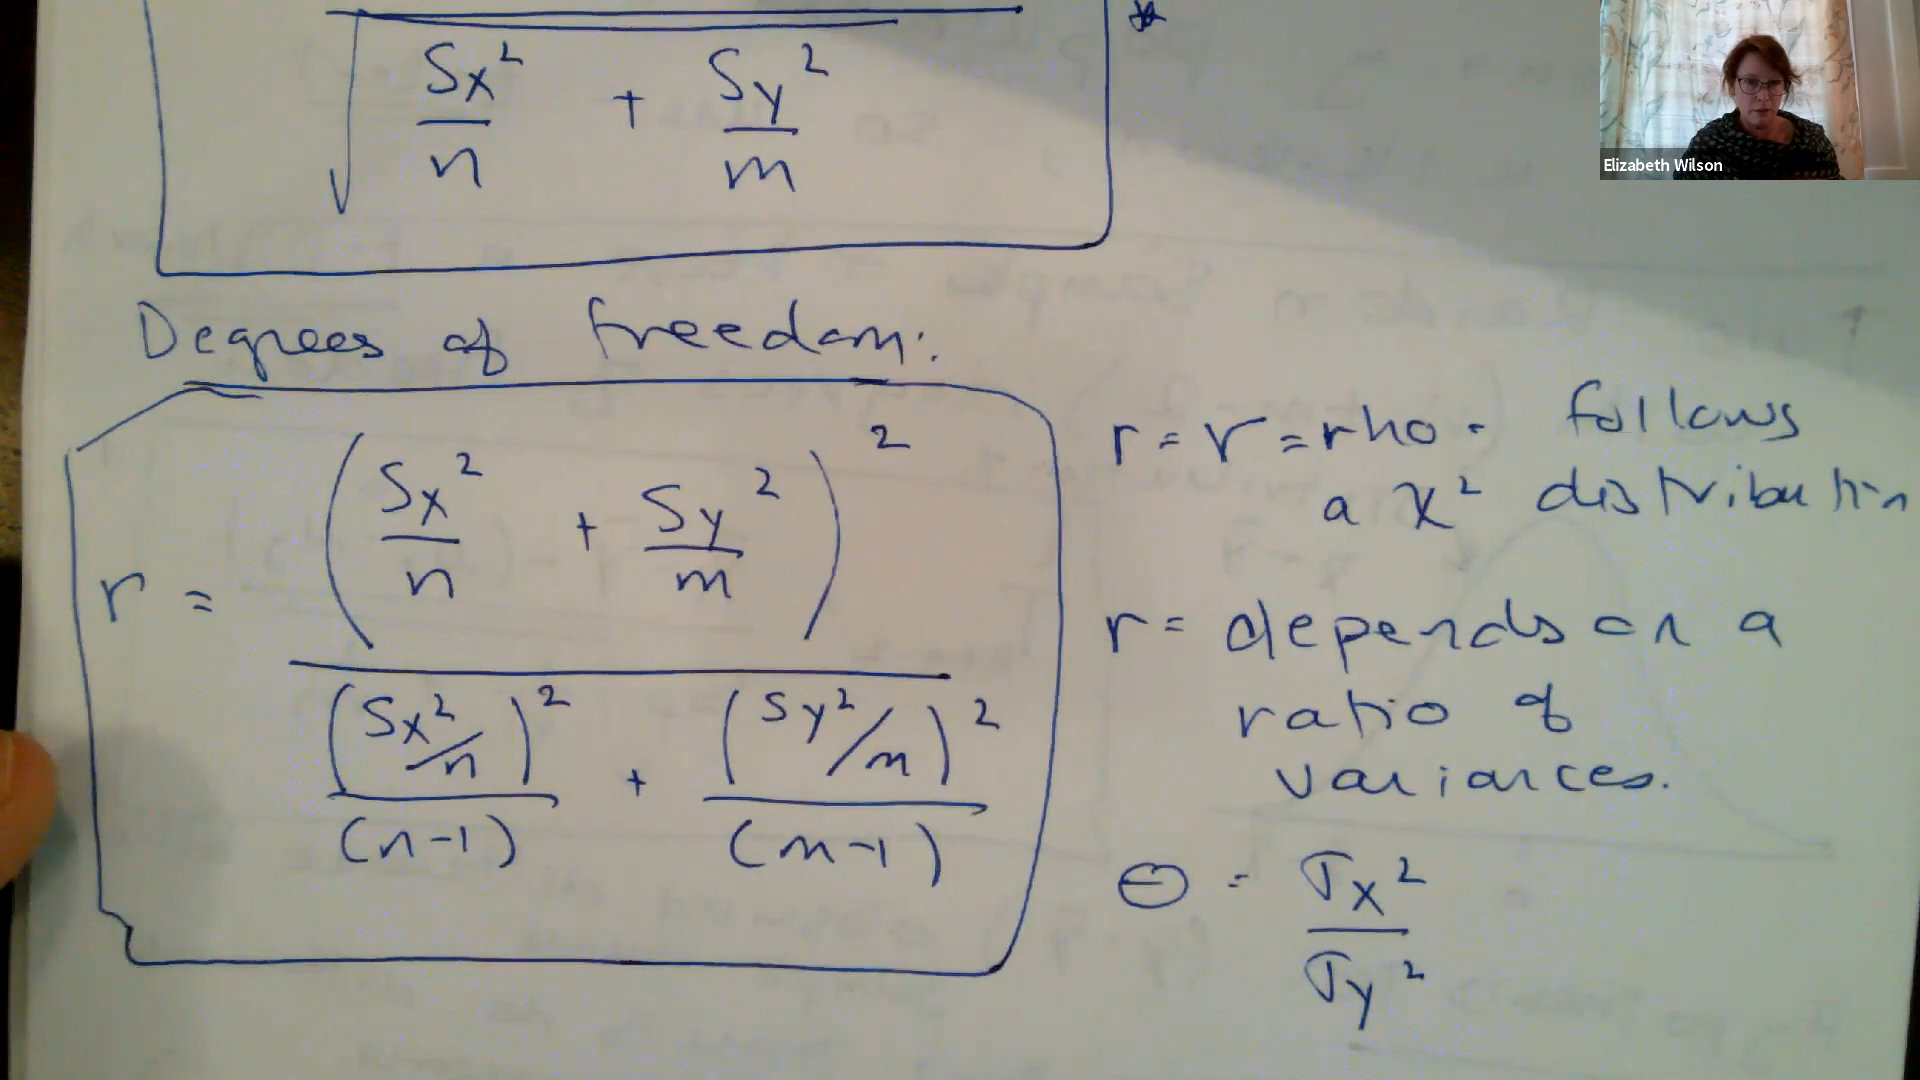 √(Sx²/n + Sy²/m)
*
Elizabeth Wilson
Degrees of freedom:
r = (Sx²/n + Sy²/m)² / ((Sx²/n)²/(n-1) + (Sy²/m)²/(m-1))
r = r = rho - follows
a χ² distribution
r = depends on a
ratio of
variances.
Θ = σx²/σy²